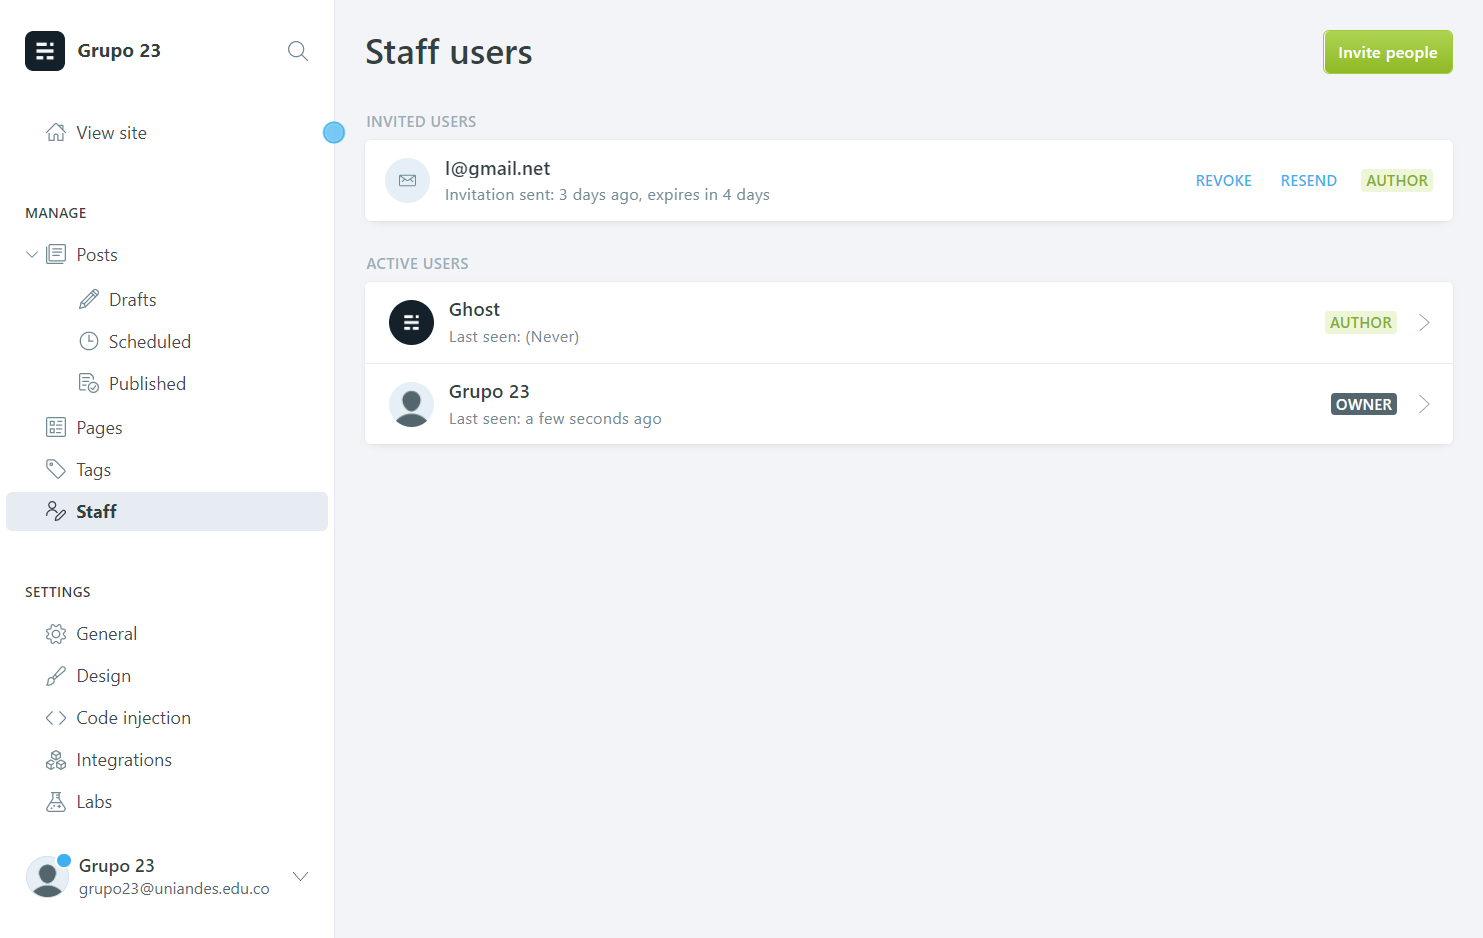 Grupo 23
View site
MANAGE
Posts
Drafts
Scheduled
Published
Pages
Tags
Staff
SETTINGS
General
Design
Code injection
Integrations
Labs
Grupo 23
grupo23@uniandes.edu.co
Staff users
Invite people
INVITED USERS
l@gmail.net
Invitation sent: 3 days ago, expires in 4 days
REVOKE RESEND AUTHOR
ACTIVE USERS
Ghost
Last seen: (Never)
AUTHOR
Grupo 23
Last seen: a few seconds ago
OWNER